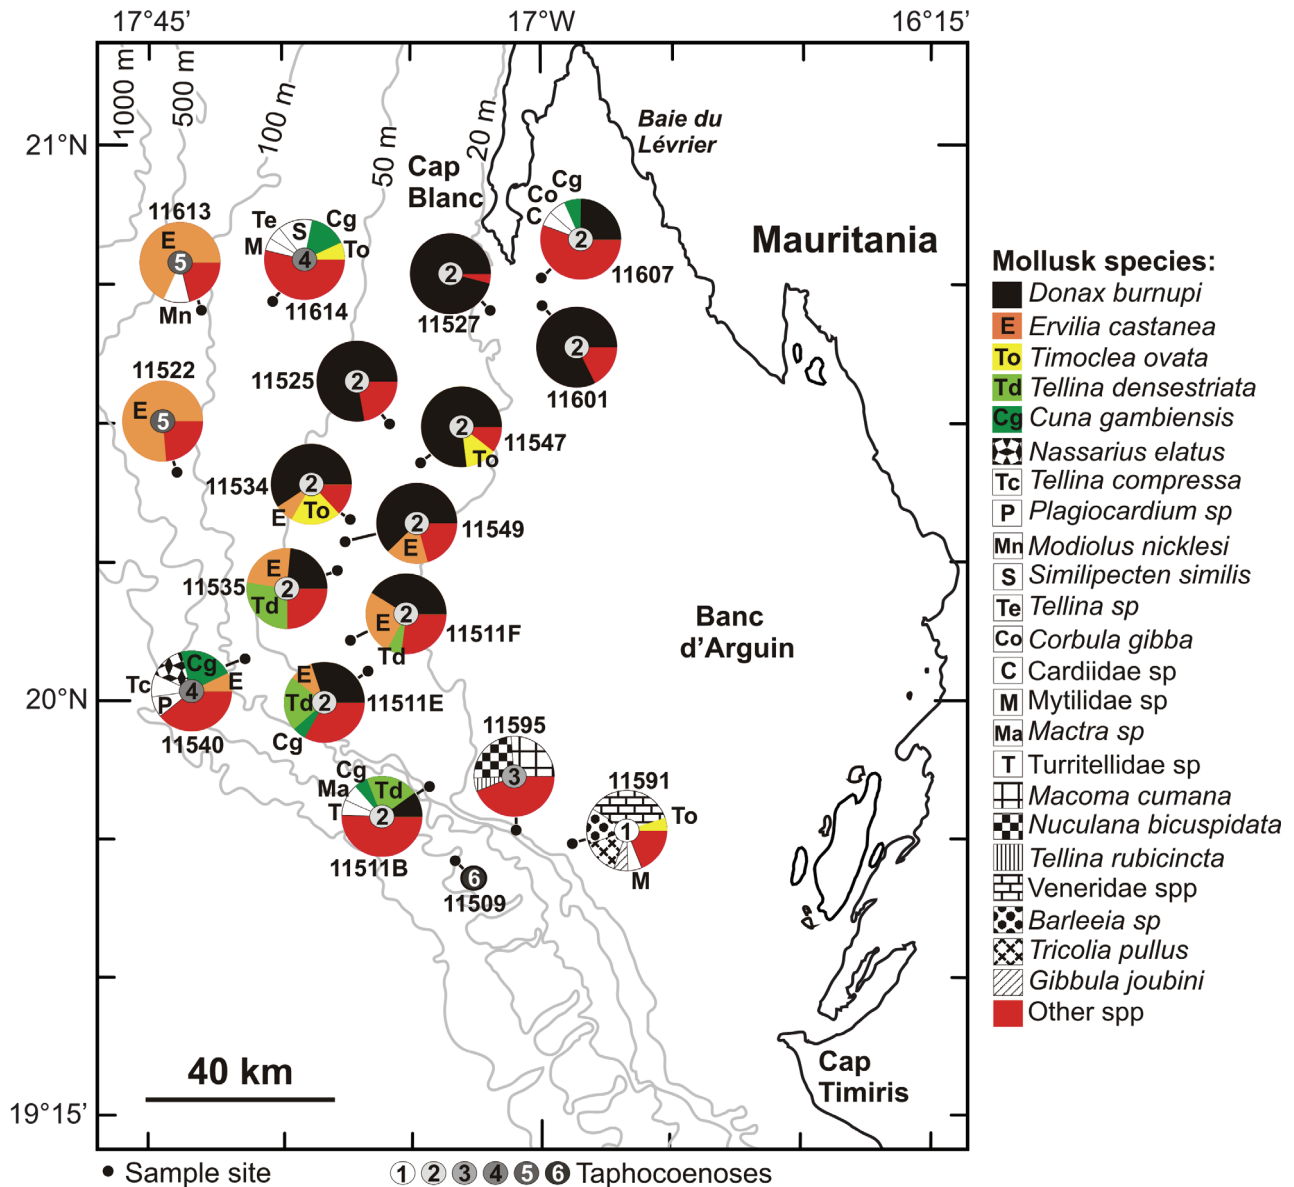 17°45’
17°W
16°15’
1000 m
500 m
100 m
50 m
20 m
Baie du
Lévrier
21°N
Cap
Blanc
Mauritania
11613
E
5
Mn
Te
S
Cg
M
To
4
11614
2
11527
Co
Cg
C
2
11607
2
11601
11522
E
5
11525
2
2
11547
To
11534
2
To
E
2
11549
E
11535
E
2
Td
2
E
11511F
Td
Banc
d’Arguin
20°N
Cg
E
Tc
4
P
11540
E
Td
2
11511E
Cg
11595
3
11591
To
1
M
Cg
Ma
Td
T
2
11511B
6
11509
40 km
Cap
Timiris
19°15’
Sample site
1 2 3 4 5 6 Taphocoenoses
Mollusk species:
Donax burnupi
E Ervilia castanea
To Timoclea ovata
Td Tellina densestriata
Cg Cuna gambiensis
Nassarius elatus
Tc Tellina compressa
P Plagiocardium sp
Mn Modiolus nicklesi
S Similipecten similis
Te Tellina sp
Co Corbula gibba
C Cardiidae sp
M Mytilidae sp
Ma Mactra sp
T Turritellidae sp
Macoma cumana
Nuculana bicuspidata
Tellina rubicincta
Veneridae spp
Barleeia sp
Tricolia pullus
Gibbula joubini
Other spp